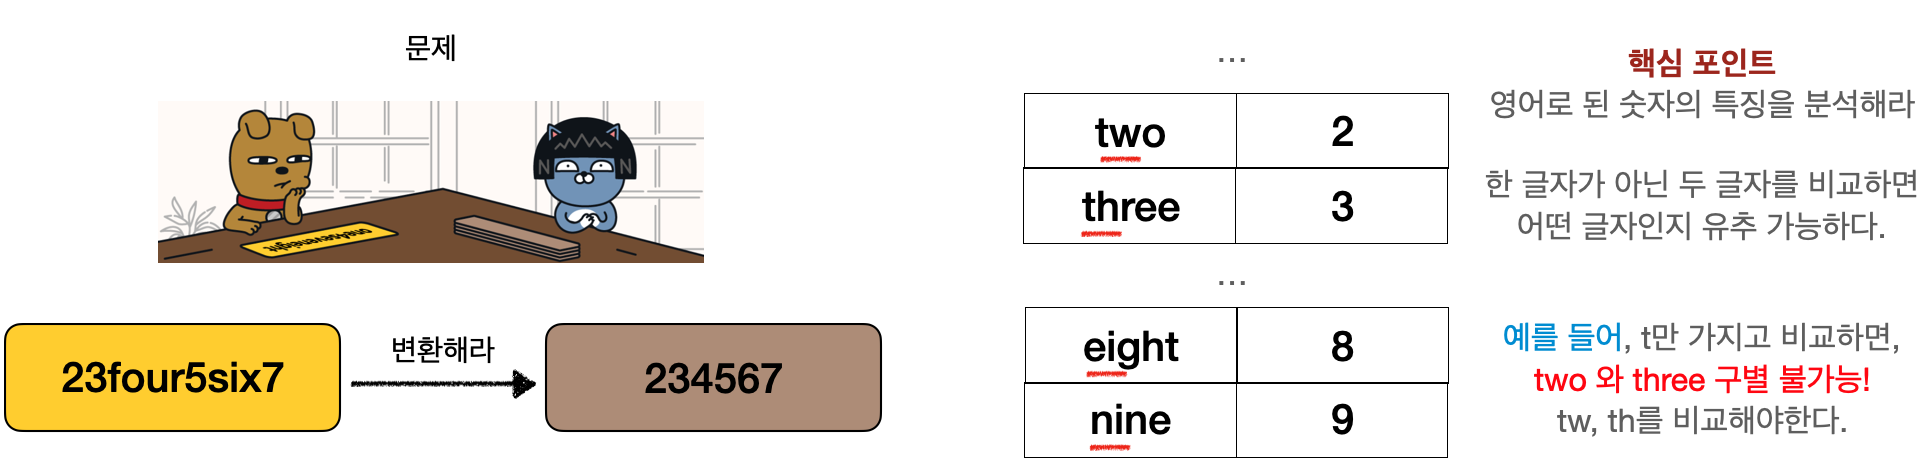 문제
one4seveneight
23four5six7
변환해라
234567
...
two 2
three 3
...
eight 8
nine 9
핵심 포인트
영어로 된 숫자의 특징을 분석해라
한 글자가 아닌 두 글자를 비교하면
어떤 글자인지 유추 가능하다.
예를 들어, t만 가지고 비교하면,
two 와 three 구별 불가능!
tw, th를 비교해야한다.